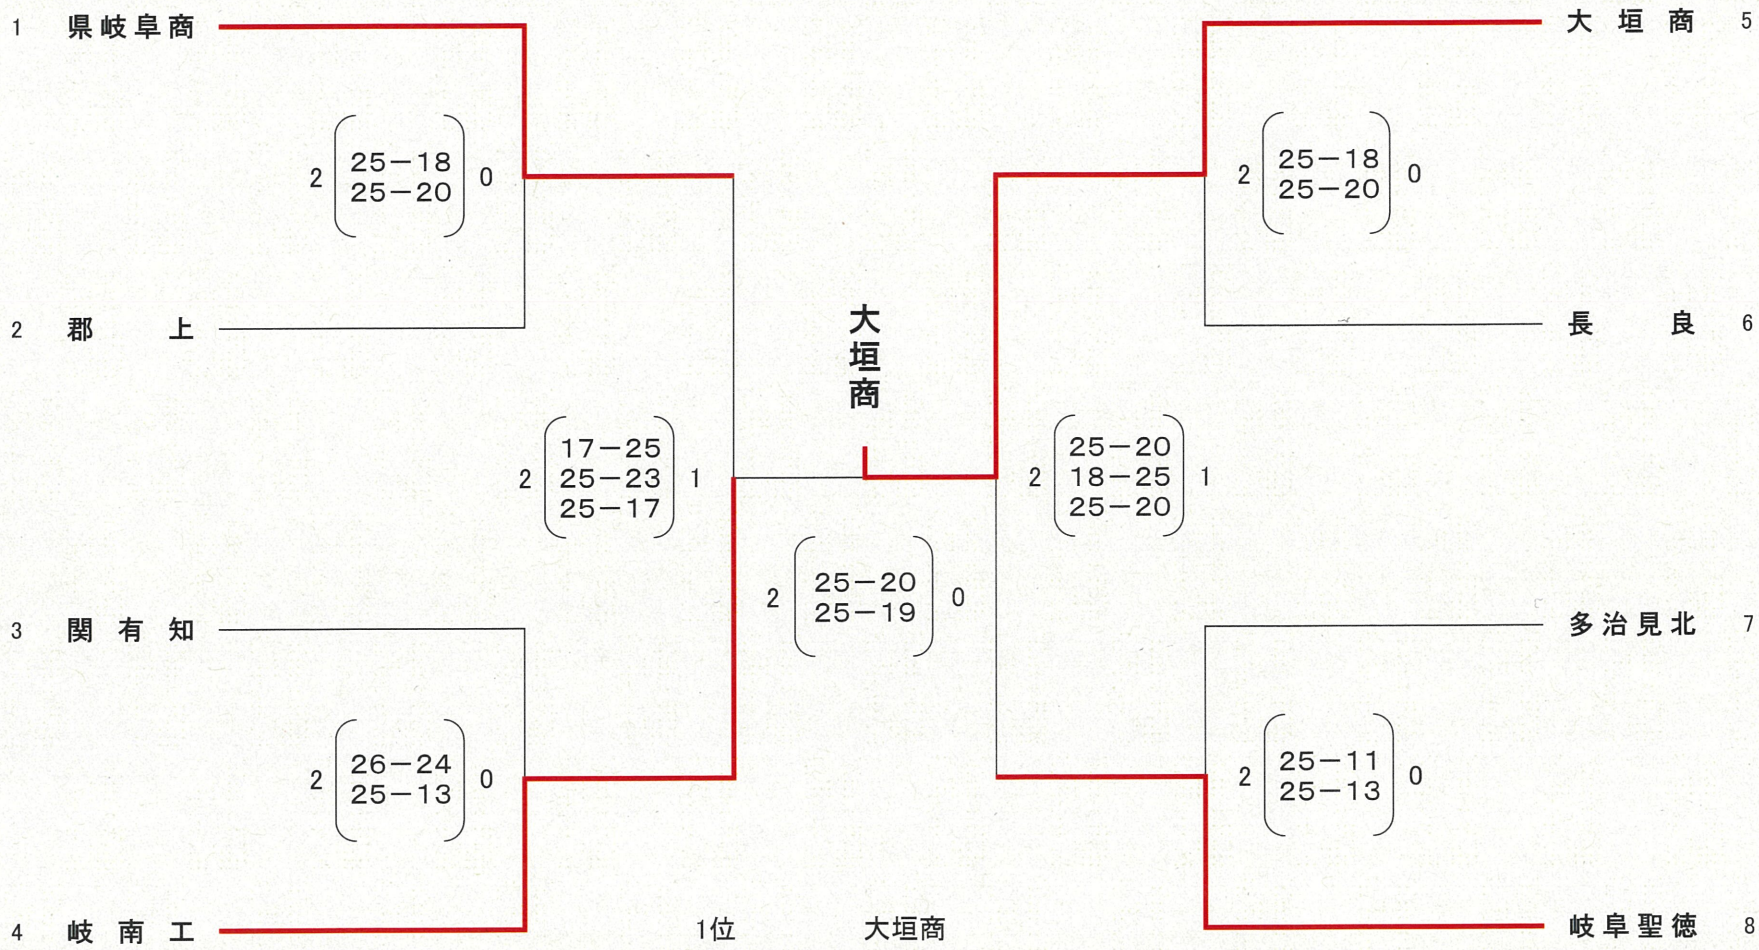 1 県岐阜商
大垣商 5
2 25-18 0
25-20
2 25-18 0
25-20
2 郡上
長良 6
大垣商
2 17-25 1
25-23
25-17
2 25-20 1
18-25
25-20
2 25-20 0
25-19
3 関有知
多治見北 7
2 26-24 0
25-13
2 25-11 0
25-13
4 岐南工
1位 大垣商
岐阜聖徳 8